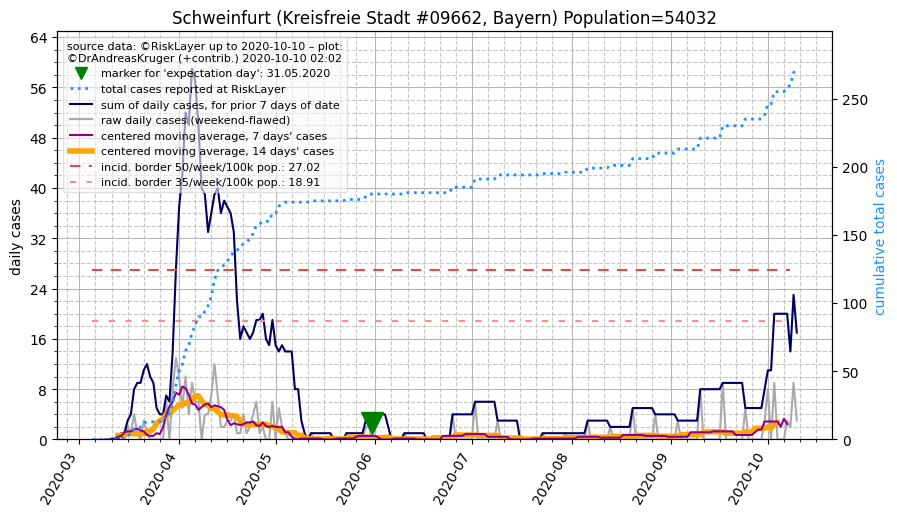 Schweinfurt (Kreisfreie Stadt #09662, Bayern) Population=54032
source data: ©RiskLayer up to 2020-10-10 – plot:
©DrAndreasKruger (+contrib.) 2020-10-10 02:02
marker for 'expectation day': 31.05.2020
total cases reported at RiskLayer
sum of daily cases, for prior 7 days of date
raw daily cases (weekend-flawed)
centered moving average, 7 days' cases
centered moving average, 14 days' cases
incid. border 50/week/100k pop.: 27.02
incid. border 35/week/100k pop.: 18.91
daily cases
64
56
48
40
32
24
16
8
0
cumulative total cases
250
200
150
100
50
0
2020-03
2020-04
2020-05
2020-06
2020-07
2020-08
2020-09
2020-10